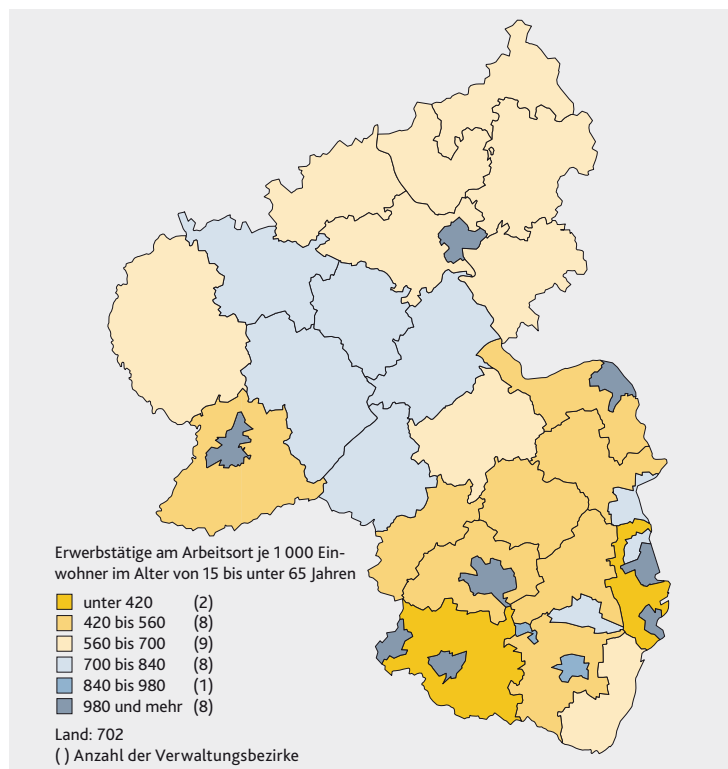 Erwerbstätige am Arbeitsort je 1 000 Ein-
wohner im Alter von 15 bis unter 65 Jahren
unter 420 (2)
420 bis 560 (8)
560 bis 700 (9)
700 bis 840 (8)
840 bis 980 (1)
980 und mehr (8)
Land: 702
( ) Anzahl der Verwaltungsbezirke